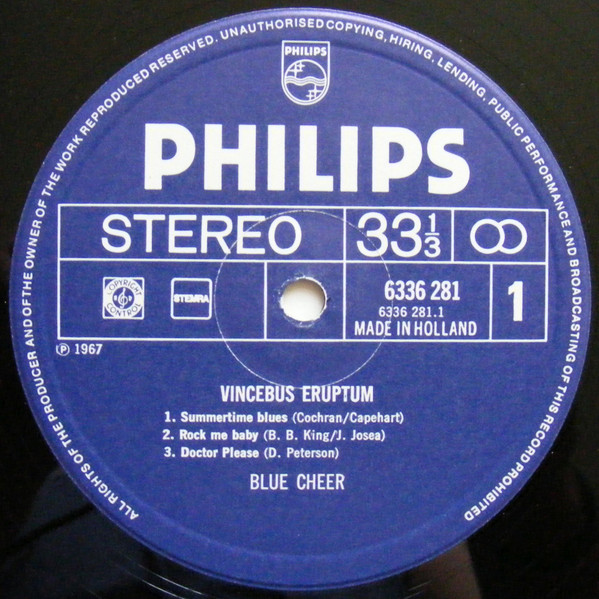 ALL RIGHTS OF THE PRODUCER AND OF THE OWNER OF THE WORK REPRODUCED RESERVED. UNAUTHORISED COPYING, HIRING, LENDING, PUBLIC PERFORMANCE AND BROADCASTING OF THIS RECORD PROHIBITED
PHILIPS
PHILIPS
STEREO 33 1/3
COPYRIGHT CONTROL STEMRA 6336 281 1
6336 281.1
MADE IN HOLLAND
Ⓟ 1967
VINCEBUS ERUPTUM
1. Summertime blues (Cochran/Capehart)
2. Rock me baby (B. B. King/J. Josea)
3. Doctor Please (D. Peterson)
BLUE CHEER